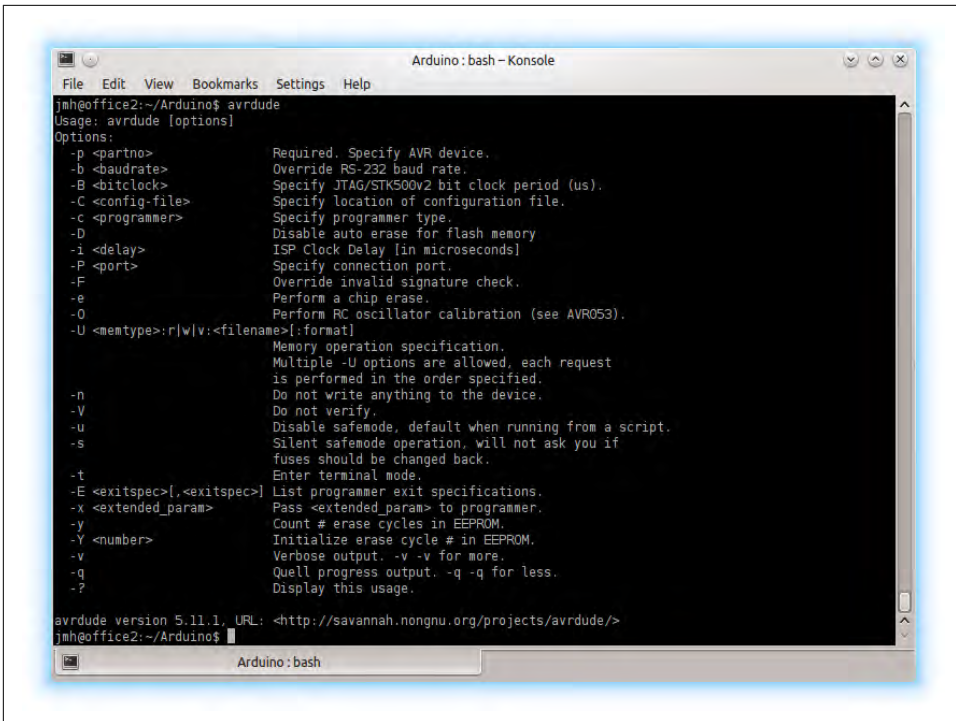 Arduino : bash – Konsole
File Edit View Bookmarks Settings Help
jmh@office2:~/Arduino$ avrdude
Usage: avrdude [options]
Options:
  -p <partno>                Required. Specify AVR device.
  -b <baudrate>              Override RS-232 baud rate.
  -B <bitclock>              Specify JTAG/STK500v2 bit clock period (us).
  -C <config-file>           Specify location of configuration file.
  -c <programmer>            Specify programmer type.
  -D                         Disable auto erase for flash memory
  -i <delay>                 ISP Clock Delay [in microseconds]
  -P <port>                  Specify connection port.
  -F                         Override invalid signature check.
  -e                         Perform a chip erase.
  -O                         Perform RC oscillator calibration (see AVR053).
  -U <memtype>:r|w|v:<filename>[:format]
                             Memory operation specification.
                             Multiple -U options are allowed, each request
                             is performed in the order specified.
  -n                         Do not write anything to the device.
  -V                         Do not verify.
  -u                         Disable safemode, default when running from a script.
  -s                         Silent safemode operation, will not ask you if
                             fuses should be changed back.
  -t                         Enter terminal mode.
  -E <exitspec>[,<exitspec>] List programmer exit specifications.
  -x <extended_param>        Pass <extended_param> to programmer.
  -y                         Count # erase cycles in EEPROM.
  -Y <number>                Initialize erase cycle # in EEPROM.
  -v                         Verbose output. -v -v for more.
  -q                         Quell progress output. -q -q for less.
  -?                         Display this usage.
avrdude version 5.11.1, URL: <http://savannah.nongnu.org/projects/avrdude/>
jmh@office2:~/Arduino$
Arduino : bash